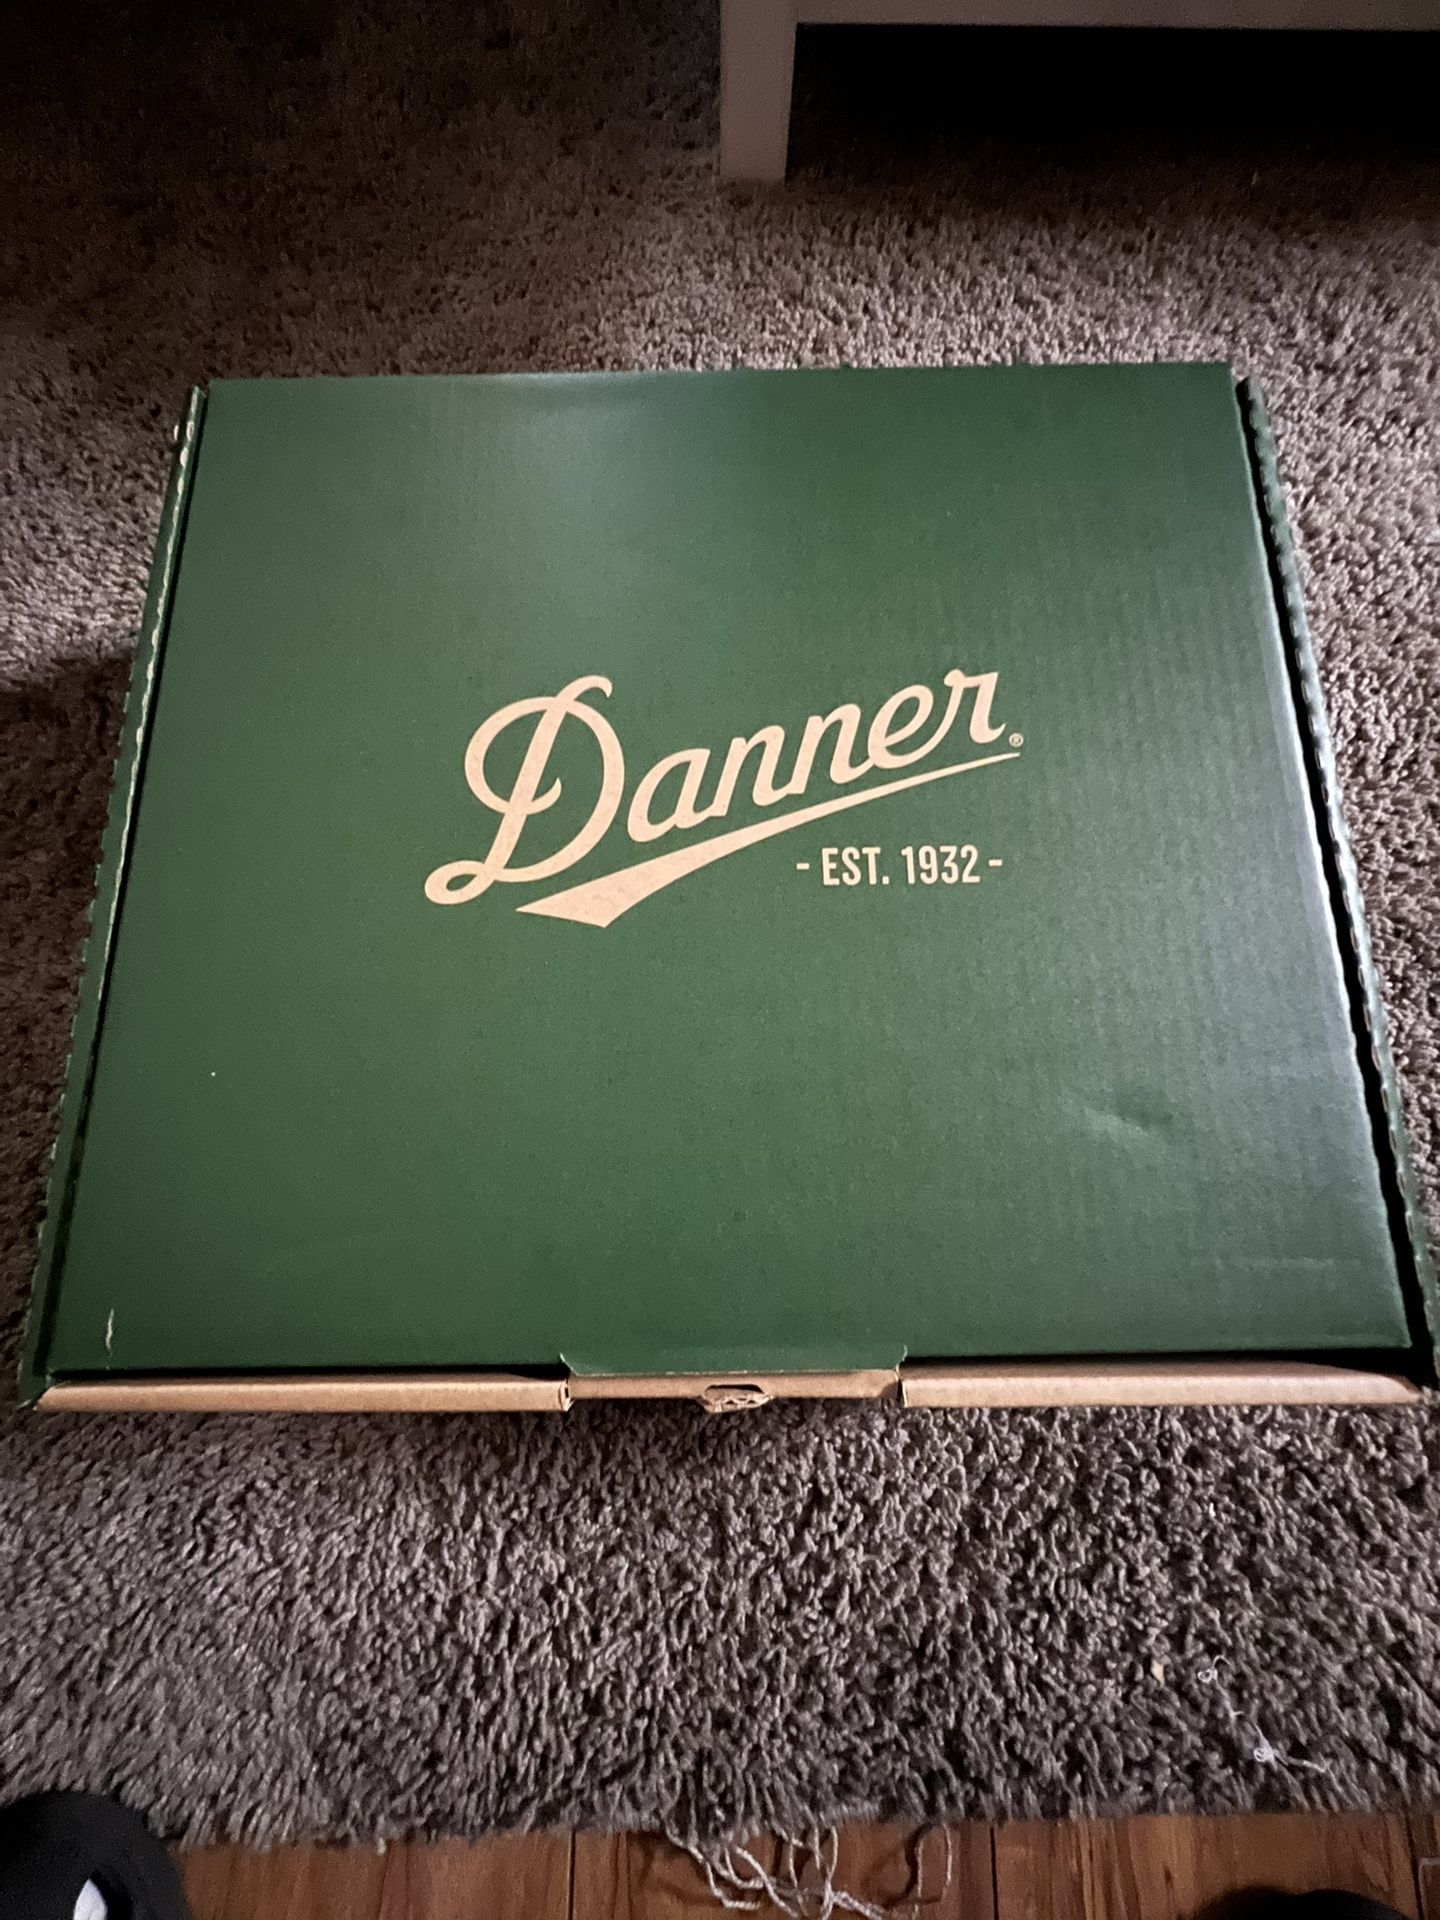 Danner®
- EST. 1932 -